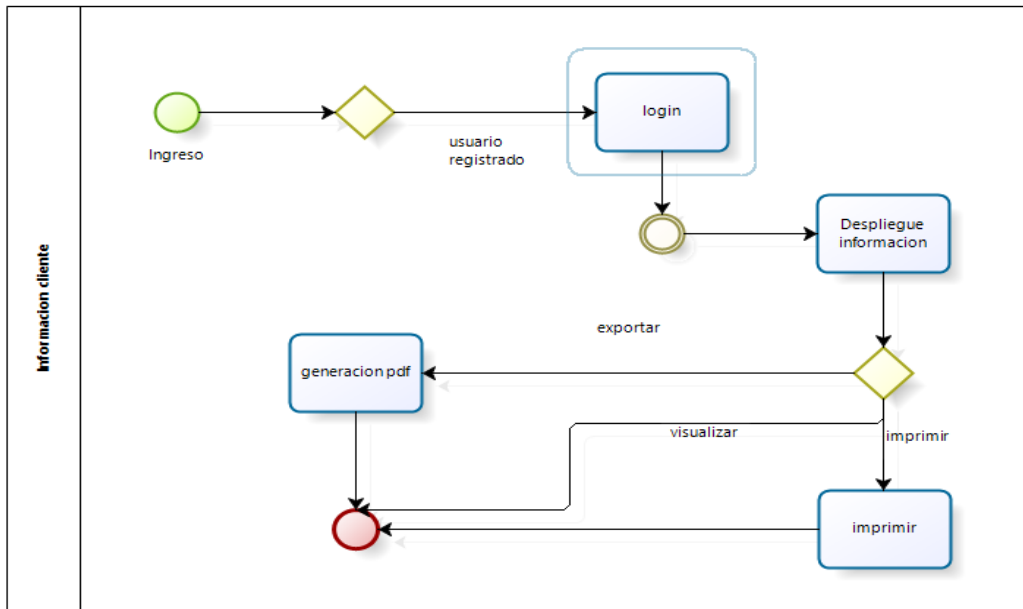 Informacion cliente
Ingreso
usuario
registrado
login
Despliegue
informacion
exportar
generacion pdf
visualizar
imprimir
imprimir